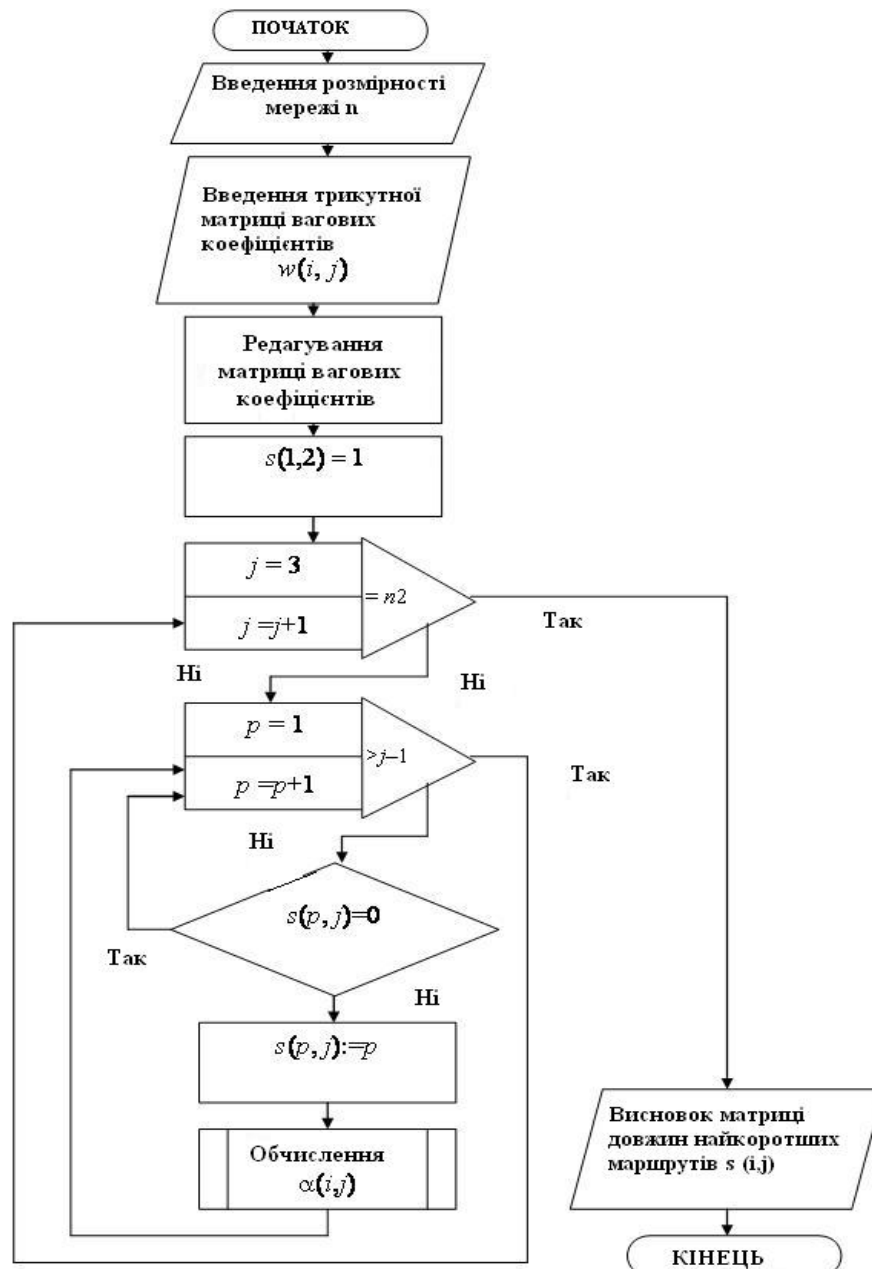 ПОЧАТОК
Введення розмірності
мережі n
Введення трикутної
матриці вагових
коефіцієнтів
w(i, j)
Редагування
матриці вагових
коефіцієнтів
s(1,2) = 1
j = 3
= n2
j =j+1
Так
Ні
Ні
p = 1
>j–1
p =p+1
Так
Ні
s(p, j)=0
Так
Ні
s(p, j):=p
Обчислення
α(i,j)
Висновок матриці
довжин найкоротших
маршрутів s (i,j)
КІНЕЦЬ